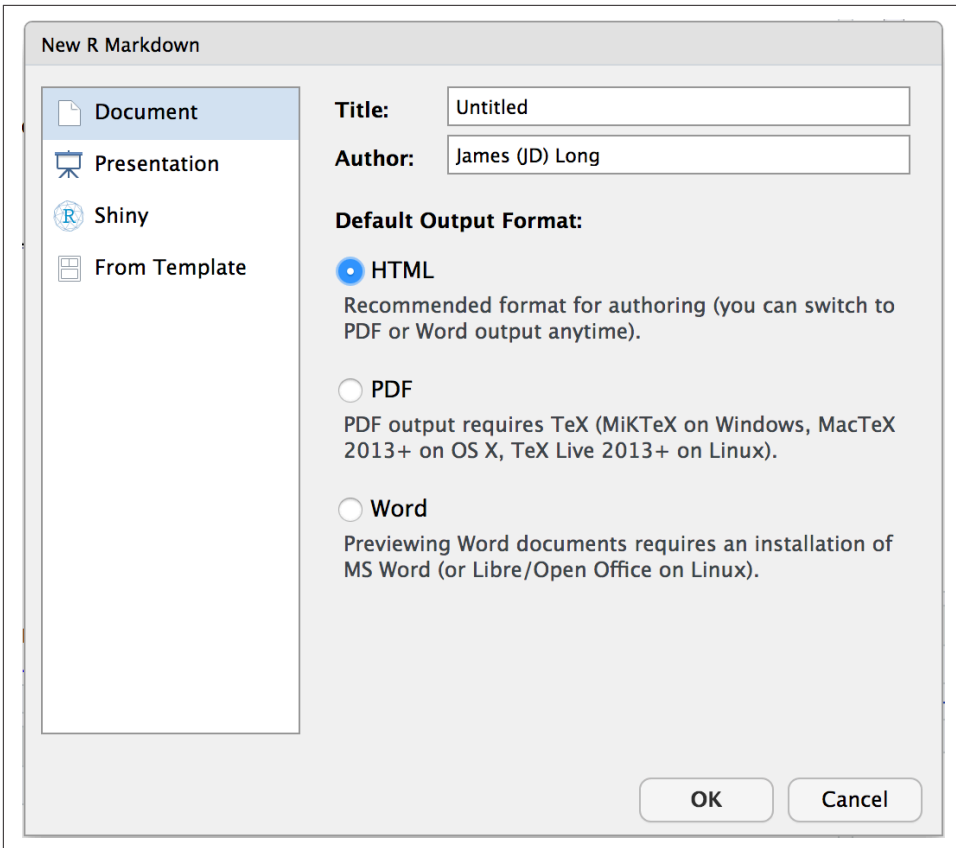 New R Markdown
Document
Presentation
R Shiny
From Template
Title: Untitled
Author: James (JD) Long
Default Output Format:
HTML
Recommended format for authoring (you can switch to
PDF or Word output anytime).
PDF
PDF output requires TeX (MiKTeX on Windows, MacTeX
2013+ on OS X, TeX Live 2013+ on Linux).
Word
Previewing Word documents requires an installation of
MS Word (or Libre/Open Office on Linux).
OK Cancel